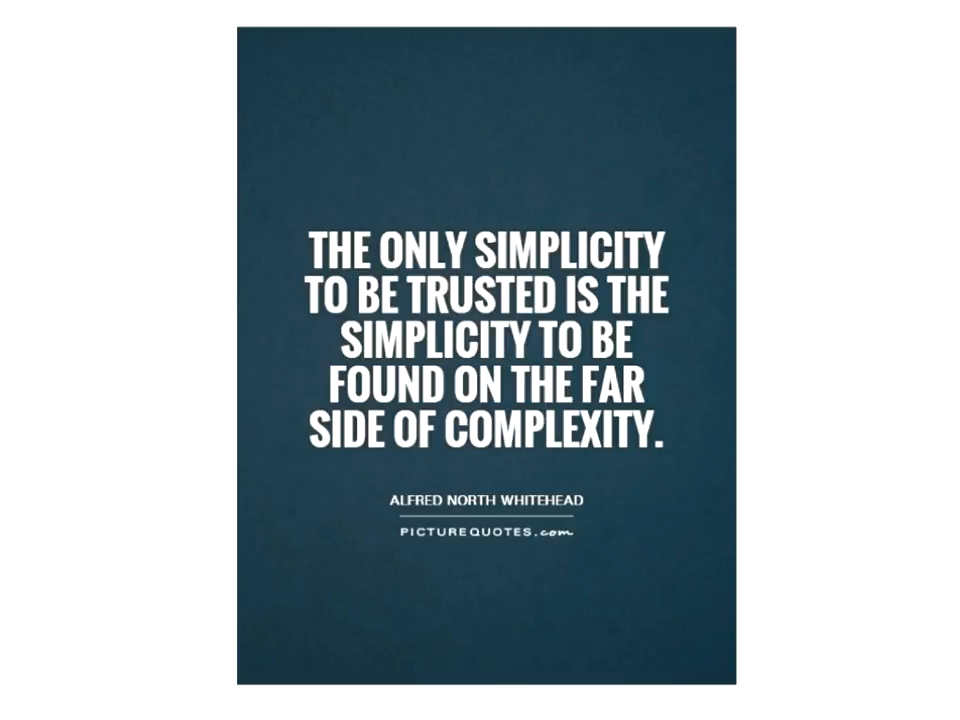 THE ONLY SIMPLICITY
TO BE TRUSTED IS THE
SIMPLICITY TO BE
FOUND ON THE FAR
SIDE OF COMPLEXITY.
ALFRED NORTH WHITEHEAD
PICTUREQUOTES.com